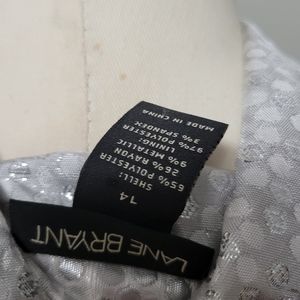 LANE BRYANT
14
SHELL:
65% POLYESTER
26% RAYON
9% METALLIC
LINING:
97% POLYESTER
3% SPANDEX
MADE IN CHINA